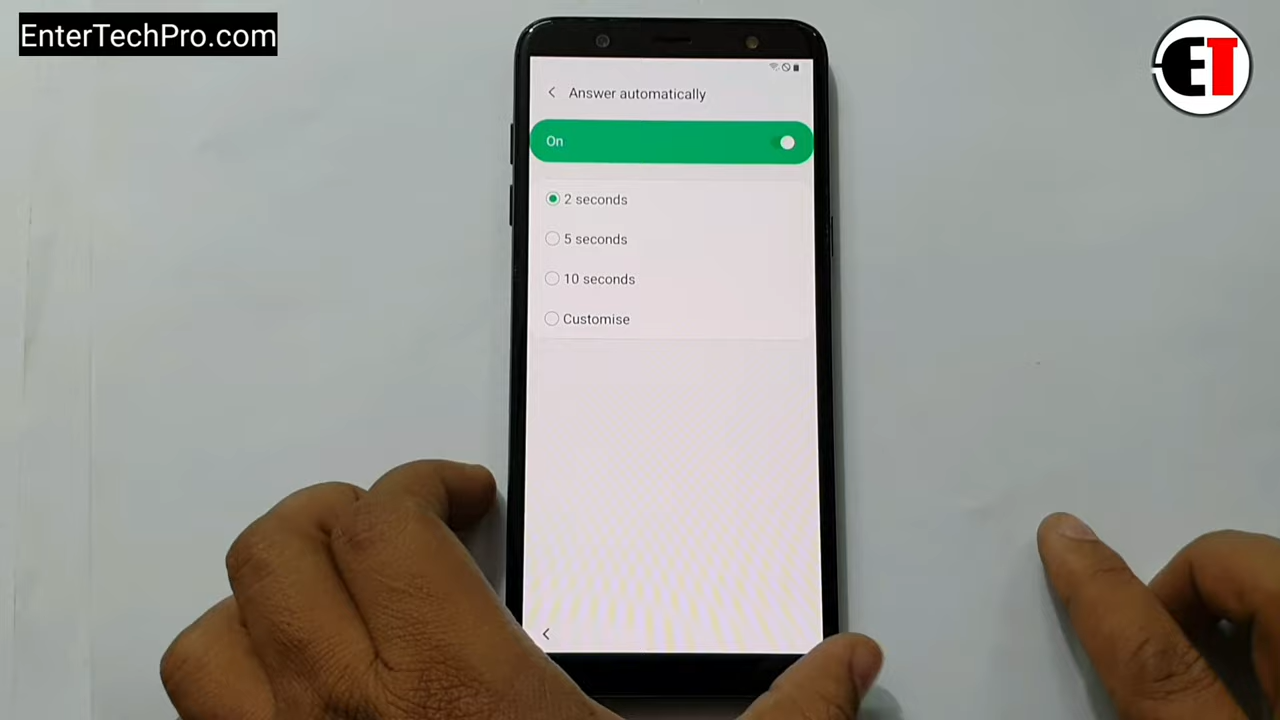 EnterTechPro.com
ET
Answer automatically
On
2 seconds
5 seconds
10 seconds
Customise